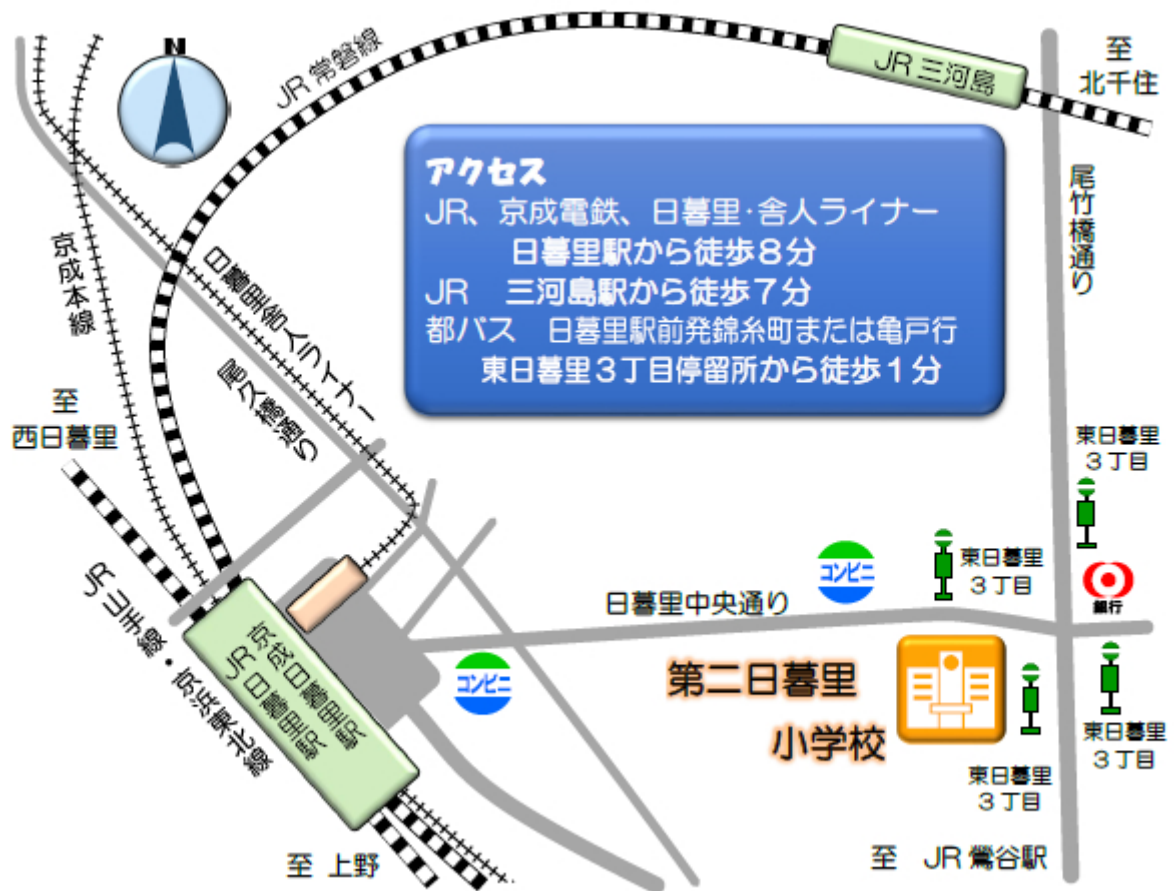 N
JR 常磐線
JR 三河島
至
北千住
アクセス
JR、京成電鉄、日暮里・舎人ライナー
日暮里駅から徒歩８分
JR　三河島駅から徒歩７分
都バス　日暮里駅前発錦糸町または亀戸行
東日暮里３丁目停留所から徒歩１分
尾竹橋通り
京成本線
日暮里舎人ライナー
尾久橋通り
至
西日暮里
JR 山手線・京浜東北線
京成日暮里駅
JR 日暮里駅
東日暮里
３丁目
コンビニ
東日暮里
３丁目
銀行
日暮里中央通り
コンビニ
第二日暮里
小学校
東日暮里
３丁目
東日暮里
３丁目
至 上野
至　JR 鶯谷駅